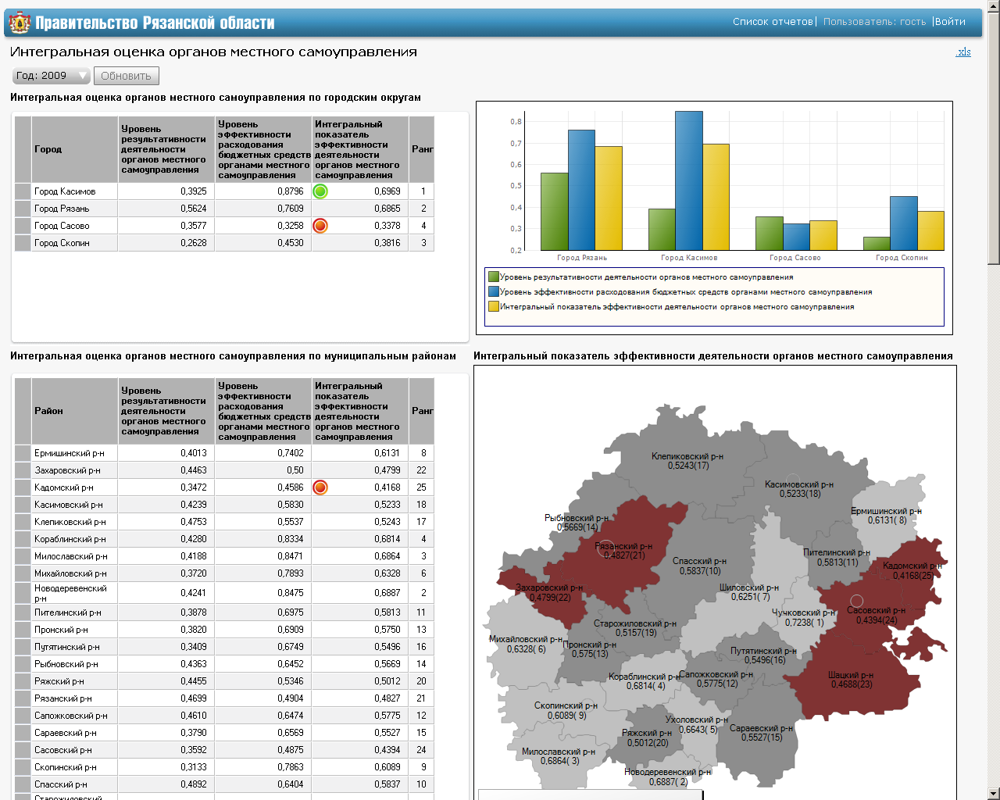 Правительство Рязанской области
Список отчетов| Пользователь: гость |Войти
Интегральная оценка органов местного самоуправления
.xls
Год: 2009
Обновить
Интегральная оценка органов местного самоуправления по городским округам
Город
Уровень результативности деятельности органов местного самоуправления
Уровень эффективности расходования бюджетных средств органами местного самоуправления
Интегральный показатель эффективности деятельности органов местного самоуправления
Ранг
Город Касимов 0,3925 0,8796 0,6969 1
Город Рязань 0,5624 0,7609 0,6865 2
Город Сасово 0,3577 0,3258 0,3378 4
Город Скопин 0,2628 0,4530 0,3816 3
0,8
0,7
0,6
0,5
0,4
0,3
0,2
Город Рязань Город Касимов Город Сасово Город Скопин
Уровень результативности деятельности органов местного самоуправления
Уровень эффективности расходования бюджетных средств органами местного самоуправления
Интегральный показатель эффективности деятельности органов местного самоуправления
Интегральная оценка органов местного самоуправления по муниципальным районам
Район
Уровень результативности деятельности органов местного самоуправления
Уровень эффективности расходования бюджетных средств органами местного самоуправления
Интегральный показатель эффективности деятельности органов местного самоуправления
Ранг
Ермишинский р-н 0,4013 0,7402 0,6131 8
Захаровский р-н 0,4463 0,50 0,4799 22
Кадомский р-н 0,3472 0,4586 0,4168 25
Касимовский р-н 0,4239 0,5830 0,5233 18
Клепиковский р-н 0,4753 0,5537 0,5243 17
Кораблинский р-н 0,4280 0,8334 0,6814 4
Милославский р-н 0,4188 0,8471 0,6864 3
Михайловский р-н 0,3720 0,7893 0,6328 6
Новодеревенский р-н 0,4241 0,8475 0,6887 2
Пителинский р-н 0,3878 0,6975 0,5813 11
Пронский р-н 0,3820 0,6909 0,5750 13
Путятинский р-н 0,3409 0,6749 0,5496 16
Рыбновский р-н 0,4363 0,6452 0,5669 14
Ряжский р-н 0,4455 0,5346 0,5012 20
Рязанский р-н 0,4699 0,4904 0,4827 21
Сапожковский р-н 0,4610 0,6474 0,5775 12
Сараевский р-н 0,3790 0,6569 0,5527 15
Сасовский р-н 0,3592 0,4875 0,4394 24
Скопинский р-н 0,3133 0,7863 0,6089 9
Спасский р-н 0,4892 0,6404 0,5837 10
Старожиловский
Интегральный показатель эффективности деятельности органов местного самоуправления
Клепиковский р-н
0,5243(17)
Касимовский р-н
0,5233(18)
Ермишинский р-н
0,6131( 8)
Рыбновский р-н
0,5669(14)
Рязанский р-н
0,4827(21)
Спасский р-н
0,5837(10)
Пителинский р-н
0,5813(11)
Кадомский р-н
0,4168(25)
Захаровский р-н
0,4799(22)
Шиловский р-н
0,6251( 7)
Чучковский р-н
0,7238( 1)
Сасовский р-н
0,4394(24)
Старожиловский р-н
0,5157(19)
Михайловский р-н
0,6328( 6)
Пронский р-н
0,575(13)
Путятинский р-н
0,5496(16)
Кораблинский р-н
0,6814( 4)
Сапожковский р-н
0,5775(12)
Шацкий р-н
0,4688(23)
Скопинский р-н
0,6089( 9)
Ухоловский р-н
0,6643( 5)
Ряжский р-н
0,5012(20)
Сараевский р-н
0,5527(15)
Милославский р-н
0,6864( 3)
Новодеревенский р-н
0,6887( 2)